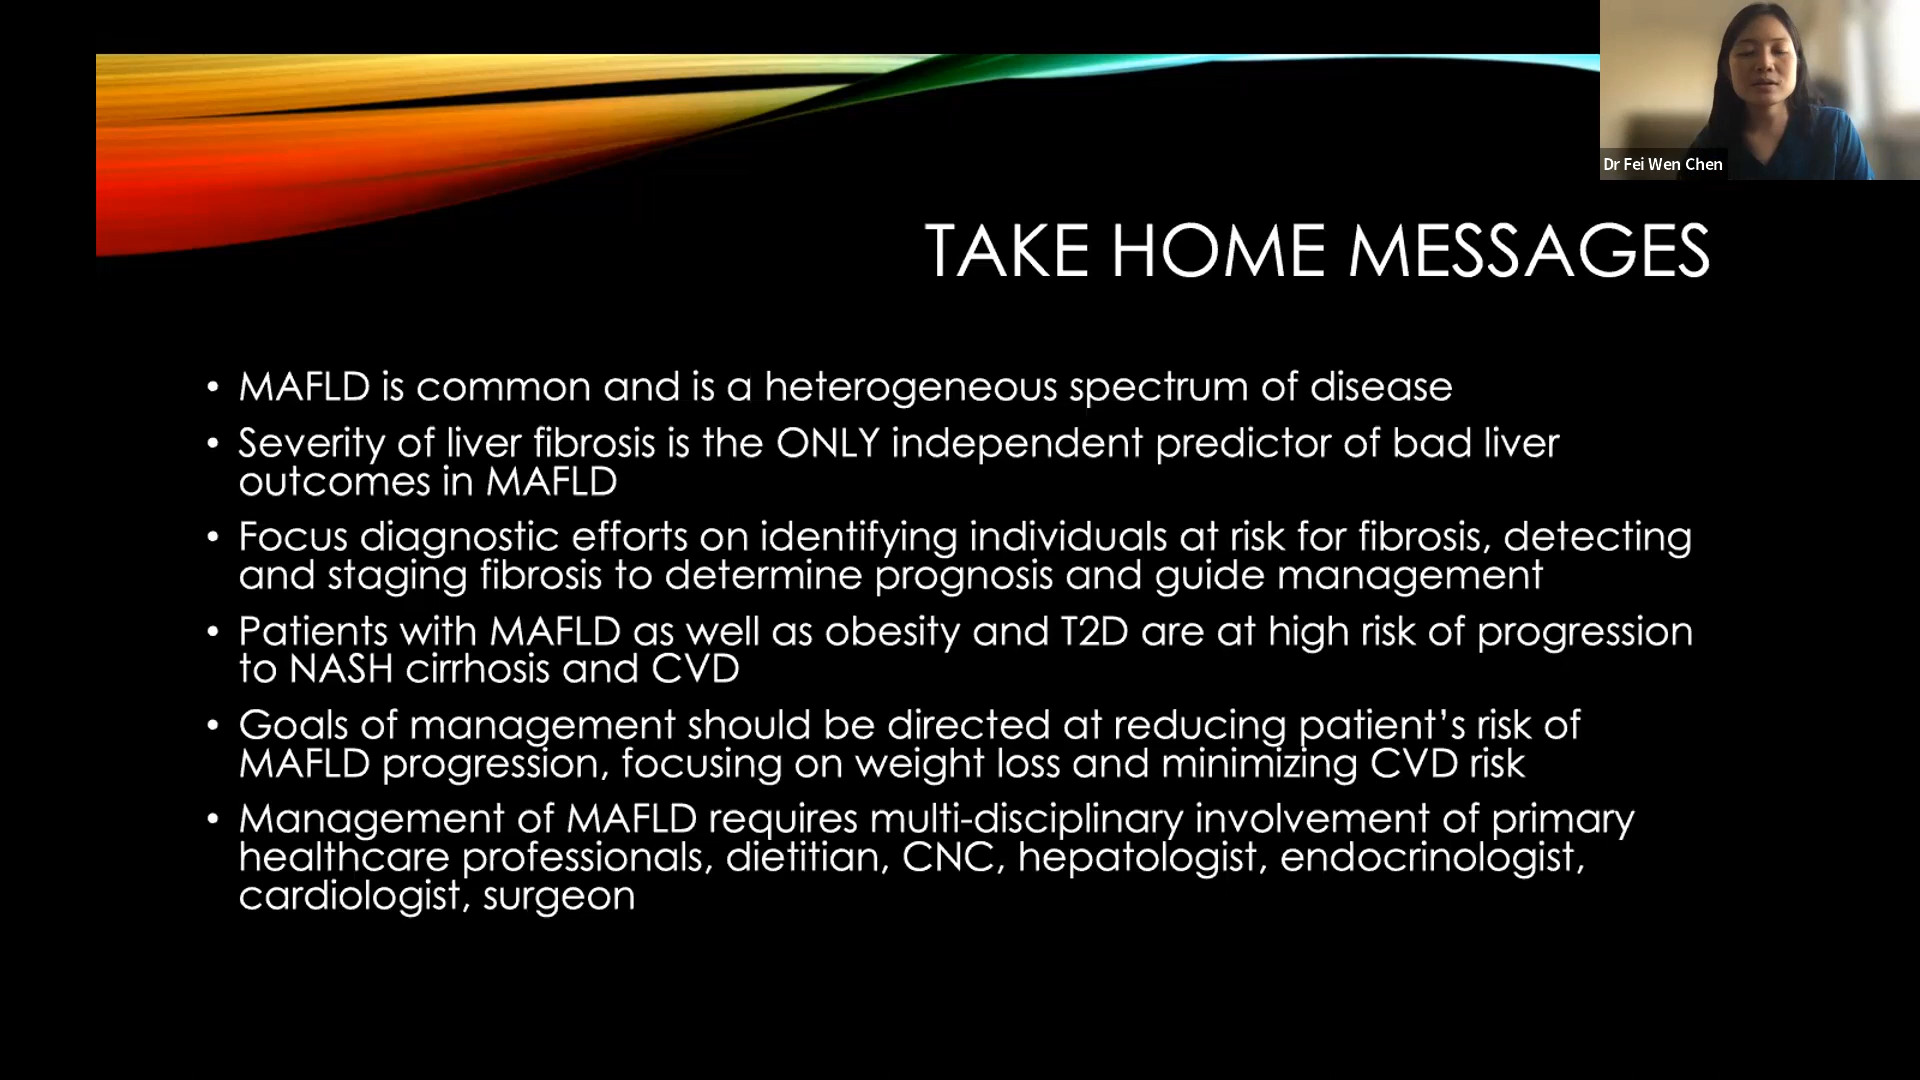 Dr Fei Wen Chen
TAKE HOME MESSAGES
• MAFLD is common and is a heterogeneous spectrum of disease
• Severity of liver fibrosis is the ONLY independent predictor of bad liver
outcomes in MAFLD
• Focus diagnostic efforts on identifying individuals at risk for fibrosis, detecting
and staging fibrosis to determine prognosis and guide management
• Patients with MAFLD as well as obesity and T2D are at high risk of progression
to NASH cirrhosis and CVD
• Goals of management should be directed at reducing patient’s risk of
MAFLD progression, focusing on weight loss and minimizing CVD risk
• Management of MAFLD requires multi-disciplinary involvement of primary
healthcare professionals, dietitian, CNC, hepatologist, endocrinologist,
cardiologist, surgeon